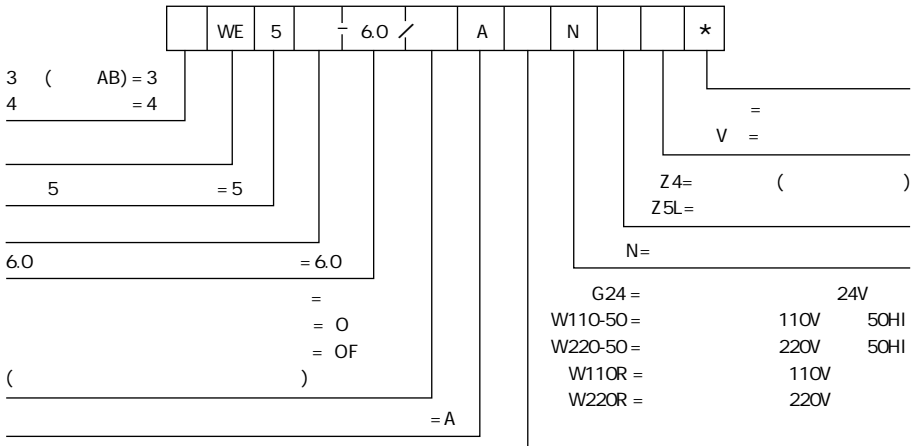 WE 5 - 6.0 / A N *
3 ( AB) = 3
4 = 4
5 = 5
6.0 = 6.0
=
= O
= OF
( )
= A
=
V =
Z4= ( )
Z5L=
N=
G24 = 24V
W110-50 = 110V 50HI
W220-50 = 220V 50HI
W110R = 110V
W220R = 220V